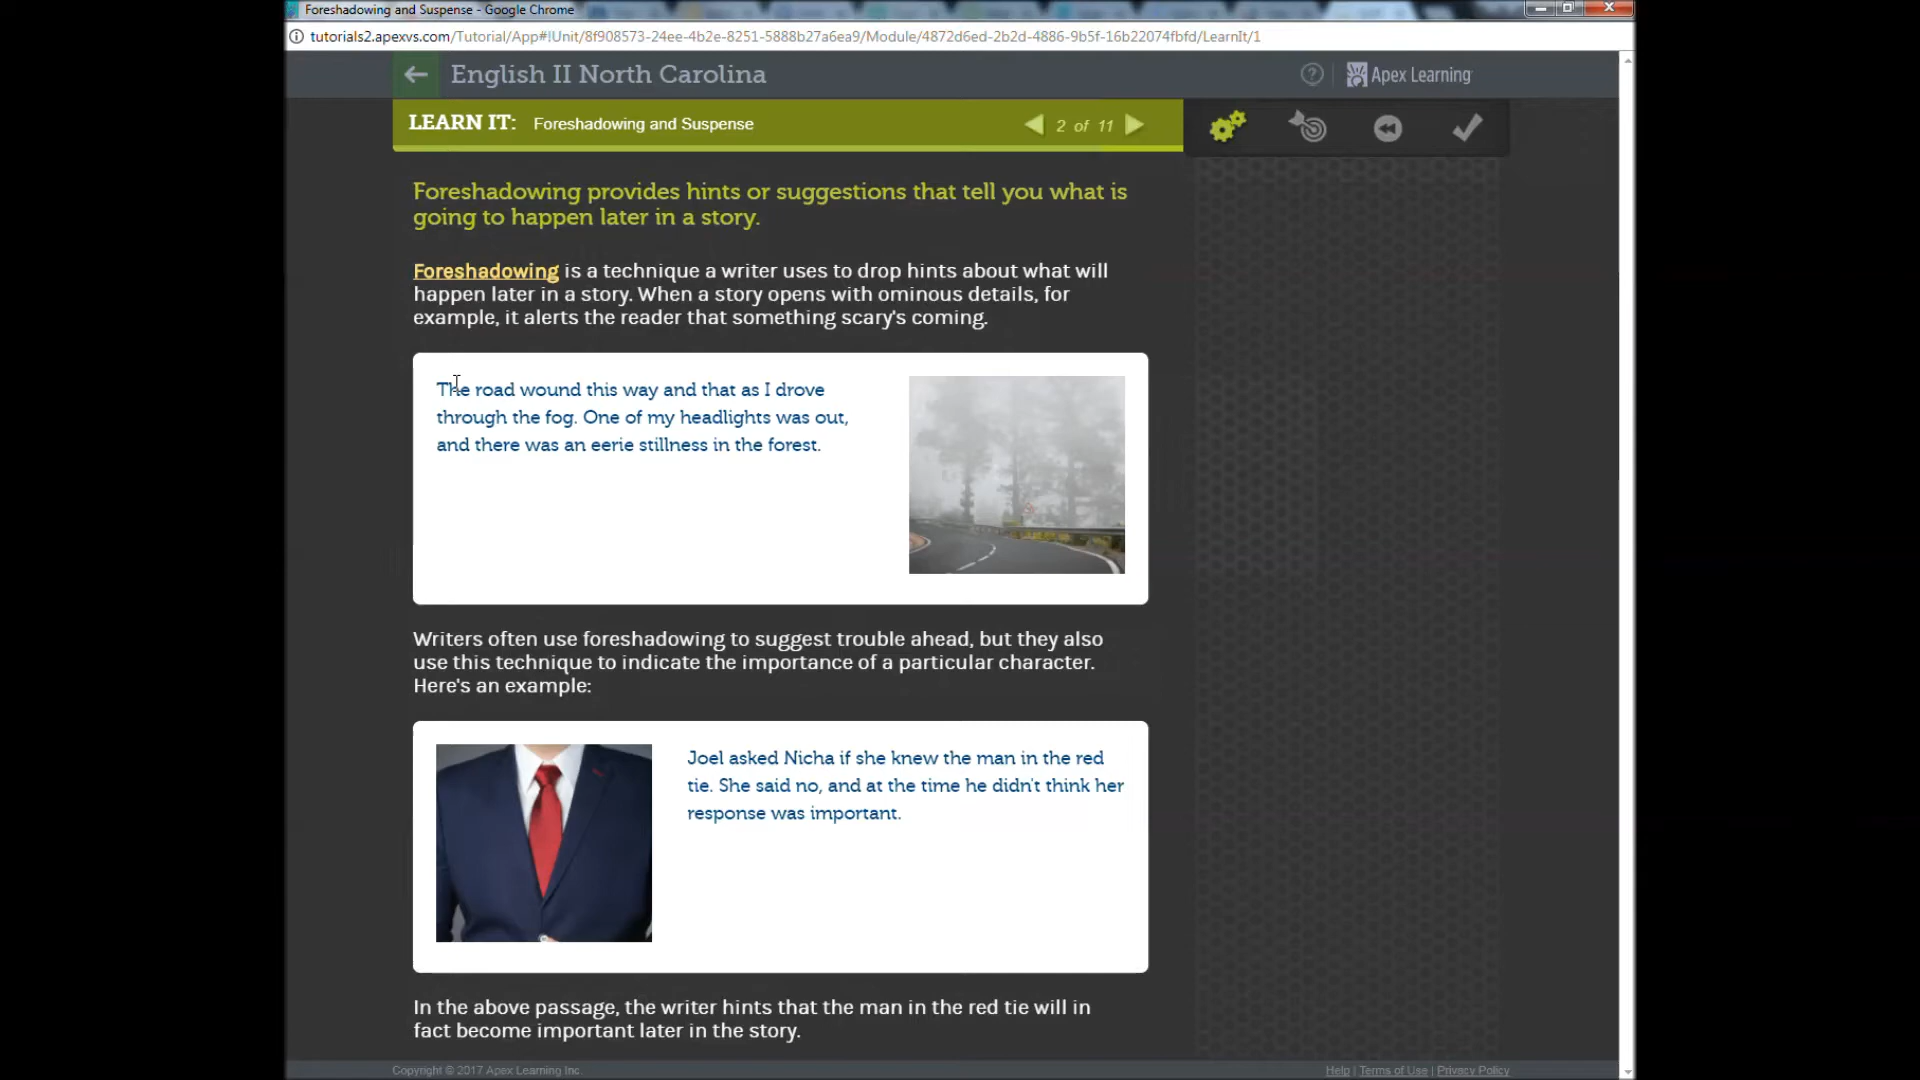 Foreshadowing and Suspense - Google Chrome
tutorials2.apexvs.com/Tutorial/App#!Unit/8f908573-24ee-4b2e-8251-5888b27a6ea9/Module/4872d6ed-2b2d-4886-9b5f-16b22074fbfd/LearnIt/1
English II North Carolina
? Apex Learning
LEARN IT: Foreshadowing and Suspense 2 of 11
Foreshadowing provides hints or suggestions that tell you what is
going to happen later in a story.
Foreshadowing is a technique a writer uses to drop hints about what will
happen later in a story. When a story opens with ominous details, for
example, it alerts the reader that something scary's coming.
The road wound this way and that as I drove
through the fog. One of my headlights was out,
and there was an eerie stillness in the forest.
Writers often use foreshadowing to suggest trouble ahead, but they also
use this technique to indicate the importance of a particular character.
Here's an example:
Joel asked Nicha if she knew the man in the red
tie. She said no, and at the time he didn't think her
response was important.
In the above passage, the writer hints that the man in the red tie will in
fact become important later in the story.
Copyright © 2017 Apex Learning Inc.
Help | Terms of Use | Privacy Policy